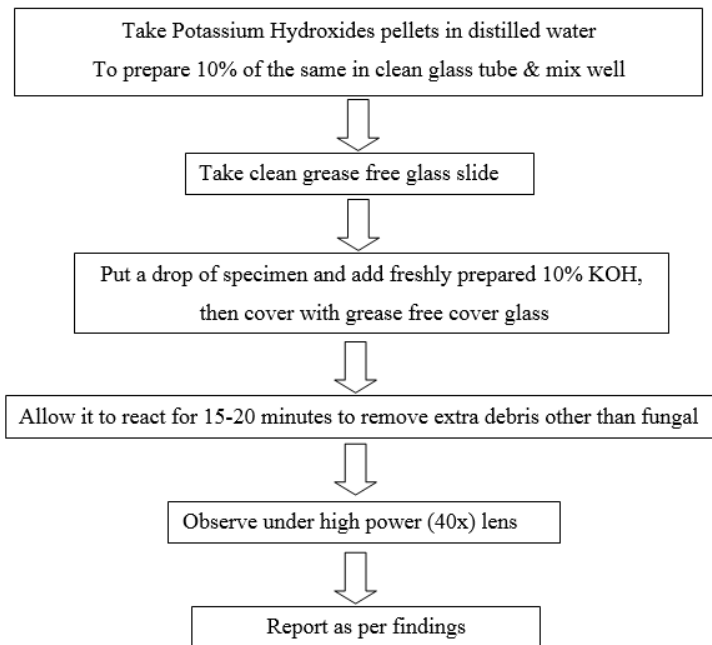 Take Potassium Hydroxides pellets in distilled water
To prepare 10% of the same in clean glass tube & mix well
Take clean grease free glass slide
Put a drop of specimen and add freshly prepared 10% KOH,
then cover with grease free cover glass
Allow it to react for 15-20 minutes to remove extra debris other than fungal
Observe under high power (40x) lens
Report as per findings